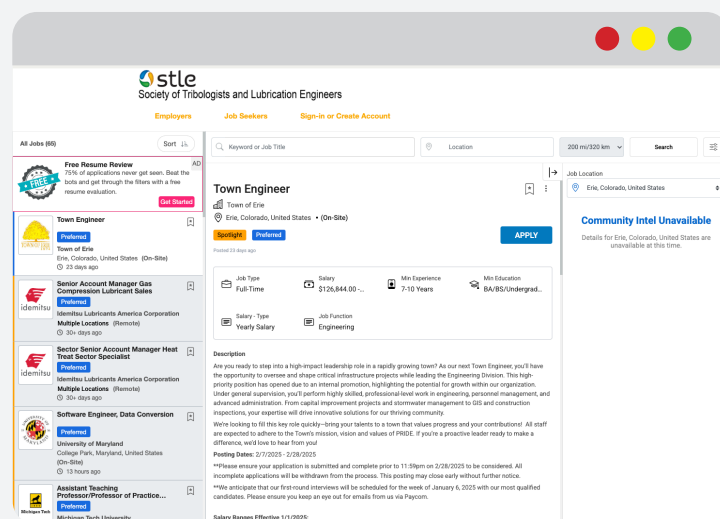 stle
Society of Tribologists and Lubrication Engineers
Employers
Job Seekers
Sign-in or Create Account
All Jobs (65)
Sort
Keyword or Job Title
Location
200 mi/320 km
Search
AD
FREE
Free Resume Review
75% of applications never get seen. Beat the
bots and get through the filters with a free
resume evaluation.
Get Started
Town Engineer
Preferred
Town of Erie
Erie, Colorado, United States (On-Site)
23 days ago
idemitsu
Senior Account Manager Gas
Compression Lubricant Sales
Preferred
Idemitsu Lubricants America Corporation
Multiple Locations (Remote)
30+ days ago
idemitsu
Sector Senior Account Manager Heat
Treat Sector Specialist
Preferred
Idemitsu Lubricants America Corporation
Multiple Locations (Remote)
30+ days ago
Software Engineer, Data Conversion
Preferred
University of Maryland
College Park, Maryland, United States
(On-Site)
13 hours ago
Michigan Tech
Assistant Teaching
Professor/Professor of Practice...
Preferred
Michigan Tech University
Town Engineer
Town of Erie
Erie, Colorado, United States • (On-Site)
Spotlight
Preferred
APPLY
Posted 23 days ago
Job Type
Full-Time
Salary
$126,844.00 -...
Min Experience
7-10 Years
Min Education
BA/BS/Undergrad...
Salary - Type
Yearly Salary
Job Function
Engineering
Description
Are you ready to step into a high-impact leadership role in a rapidly growing town? As our next Town Engineer, you'll have
the opportunity to oversee and shape critical infrastructure projects while leading the Engineering Division. This high-
priority position has opened due to an internal promotion, highlighting the potential for growth within our organization.
Under general supervision, you'll perform highly skilled, professional-level work in engineering, personnel management, and
advanced administration. From capital improvement projects and stormwater management to GIS and construction
inspections, your expertise will drive innovative solutions for our thriving community.
We're looking to fill this key role quickly—bring your talents to a town that values progress and your contributions! All staff
are expected to adhere to the Town's mission, vision and values of PRIDE. If you're a proactive leader ready to make a
difference, we'd love to hear from you!
Posting Dates: 2/7/2025 - 2/28/2025
**Please ensure your application is submitted and complete prior to 11:59pm on 2/28/2025 to be considered. All
incomplete applications will be withdrawn from the process. This posting may close early without further notice.
**We anticipate that our first-round interviews will be scheduled for the week of January 6, 2025 with our most qualified
candidates. Please ensure you keep an eye out for emails from us via Paycom.
Salary Ranges Effective 1/1/2025:
Job Location
Erie, Colorado, United States
Community Intel Unavailable
Details for Erie, Colorado, United States are
unavailable at this time.